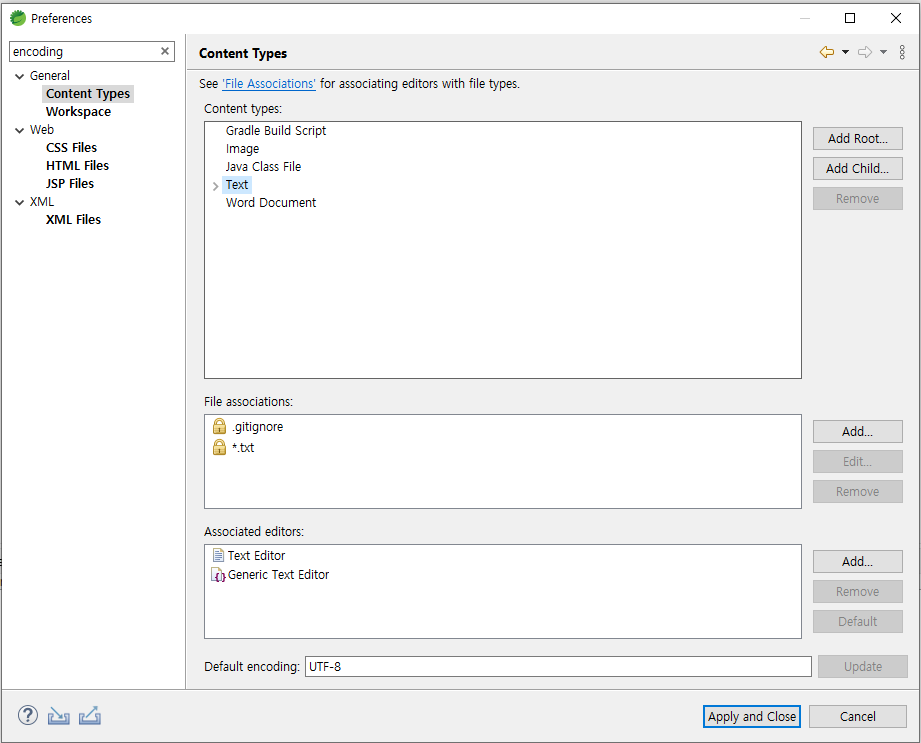 Preferences
encoding
General
Content Types
Workspace
Web
CSS Files
HTML Files
JSP Files
XML
XML Files
Content Types
See 'File Associations' for associating editors with file types.
Content types:
Gradle Build Script
Image
Java Class File
Text
Word Document
Add Root...
Add Child...
Remove
File associations:
.gitignore
*.txt
Add...
Edit...
Remove
Associated editors:
Text Editor
Generic Text Editor
Add...
Remove
Default
Default encoding: UTF-8 Update
Apply and Close Cancel